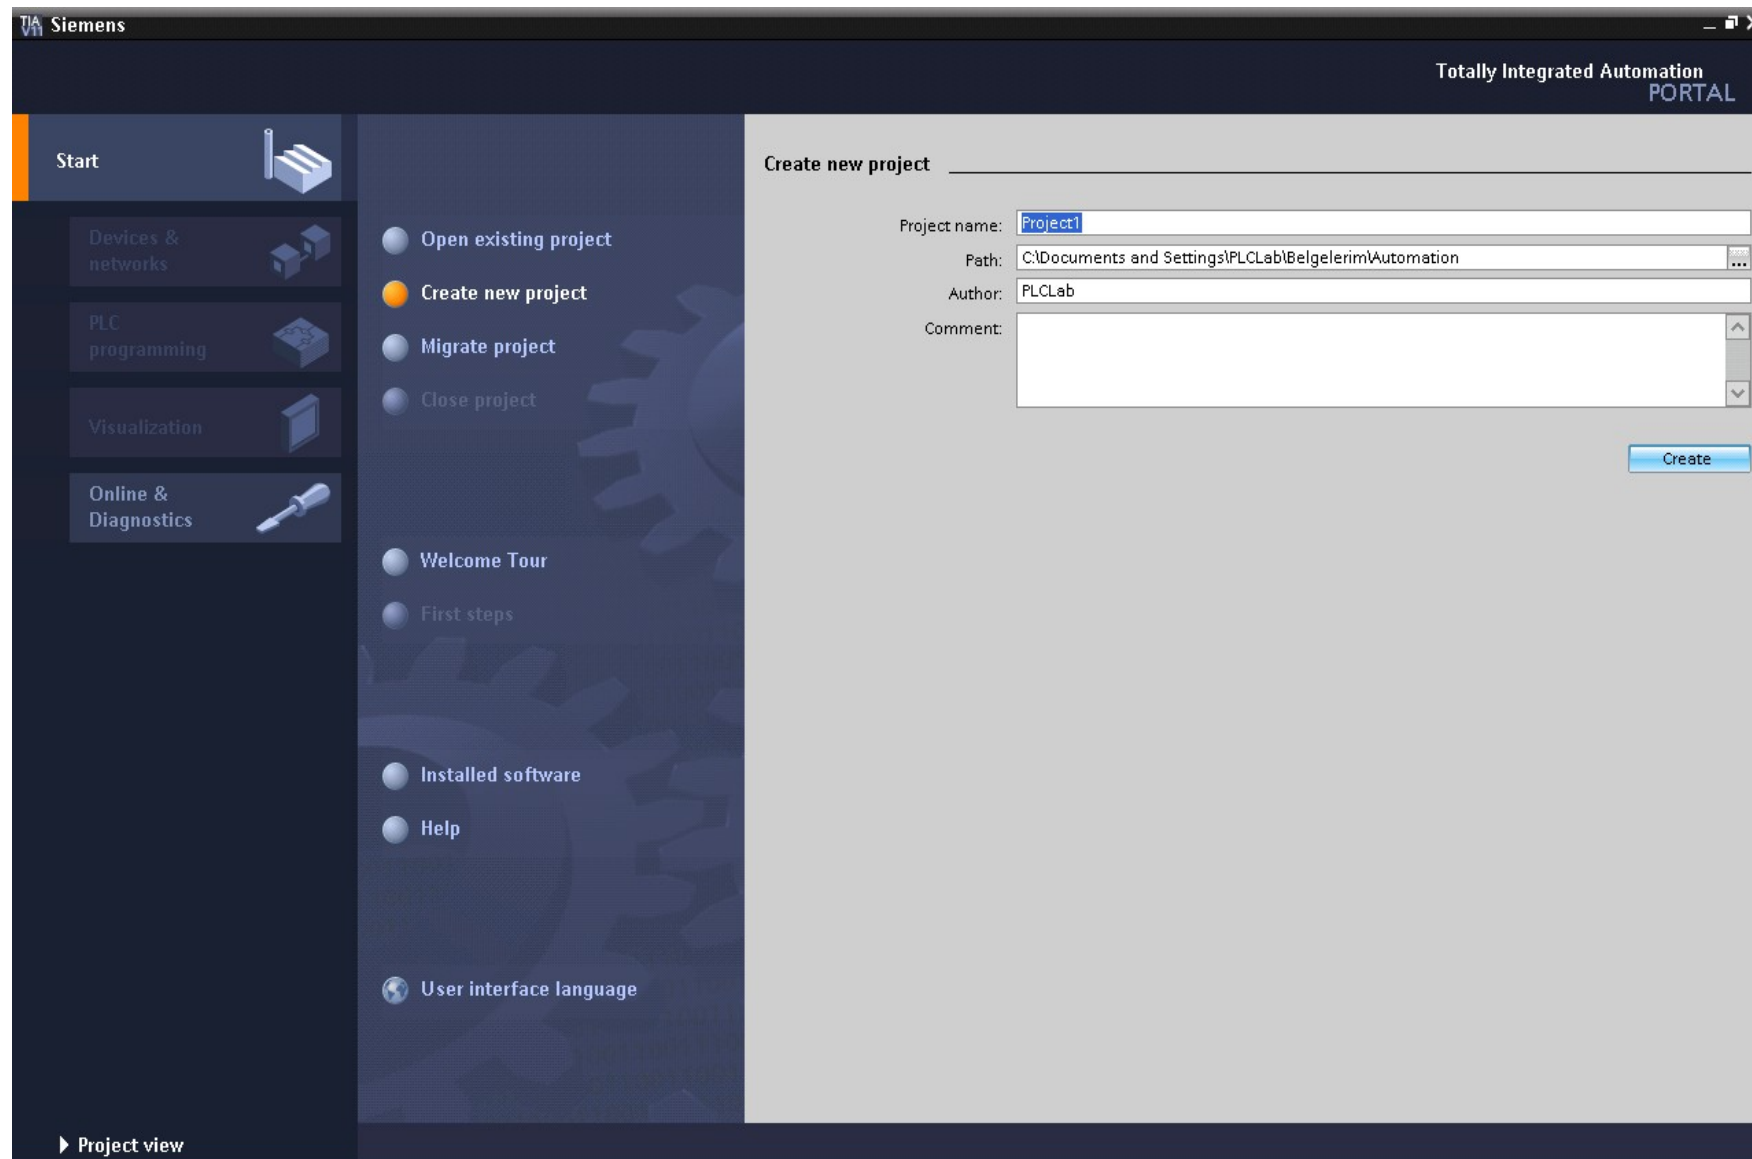 TIA
V11
Siemens
Totally Integrated Automation
PORTAL
Start
Devices &
networks
PLC
programming
Visualization
Online &
Diagnostics
Open existing project
Create new project
Migrate project
Close project
Welcome Tour
First steps
Installed software
Help
User interface language
Create new project
Project name: Project1
Path: C:\Documents and Settings\PLCLab\Belgelerim\Automation
...
Author: PLCLab
Comment:
Create
Project view